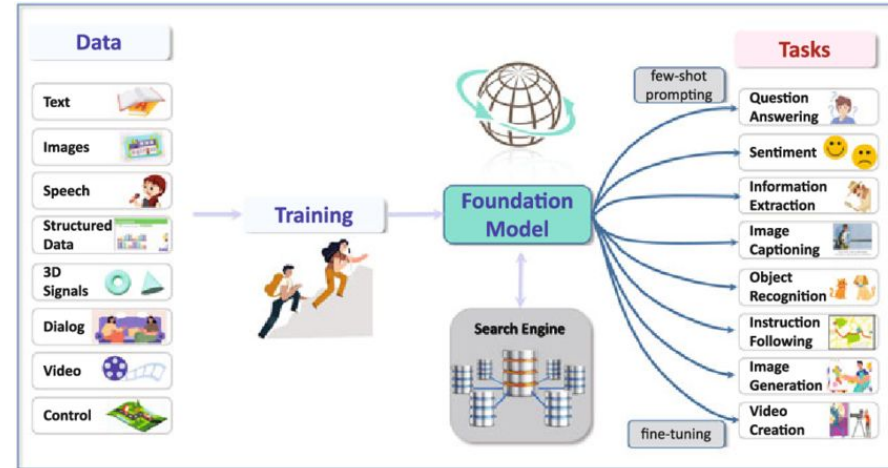 Data
Text
Images
Speech
Structured
Data
3D
Signals
Dialog
Video
Control
Training
Foundation
Model
Search Engine
few-shot
prompting
fine-tuning
Tasks
Question
Answering
Sentiment
Information
Extraction
Image
Captioning
Object
Recognition
Instruction
Following
Image
Generation
Video
Creation